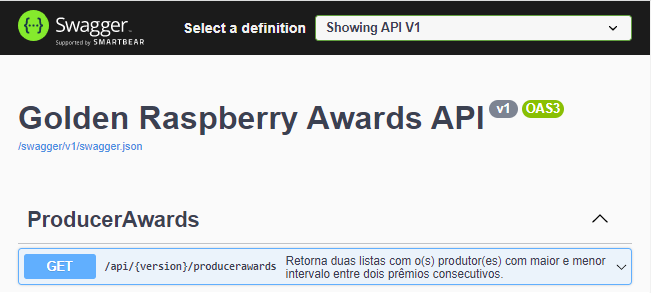 Swagger
Supported by SMARTBEAR
Select a definition
Showing API V1
Golden Raspberry Awards API v1 OAS3
/swagger/v1/swagger.json
ProducerAwards
GET /api/{version}/producerawards Retorna duas listas com o(s) produtor(es) com maior e menor
intervalo entre dois prêmios consecutivos.